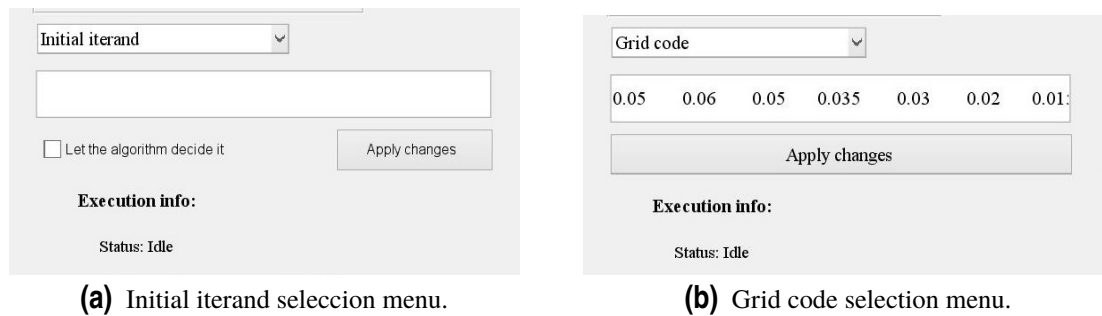 Initial iterand
Let the algorithm decide it
Apply changes
Execution info:
Status: Idle
(a) Initial iterand seleccion menu.
Grid code
0.05 0.06 0.05 0.035 0.03 0.02 0.01:
Apply changes
Execution info:
Status: Idle
(b) Grid code selection menu.